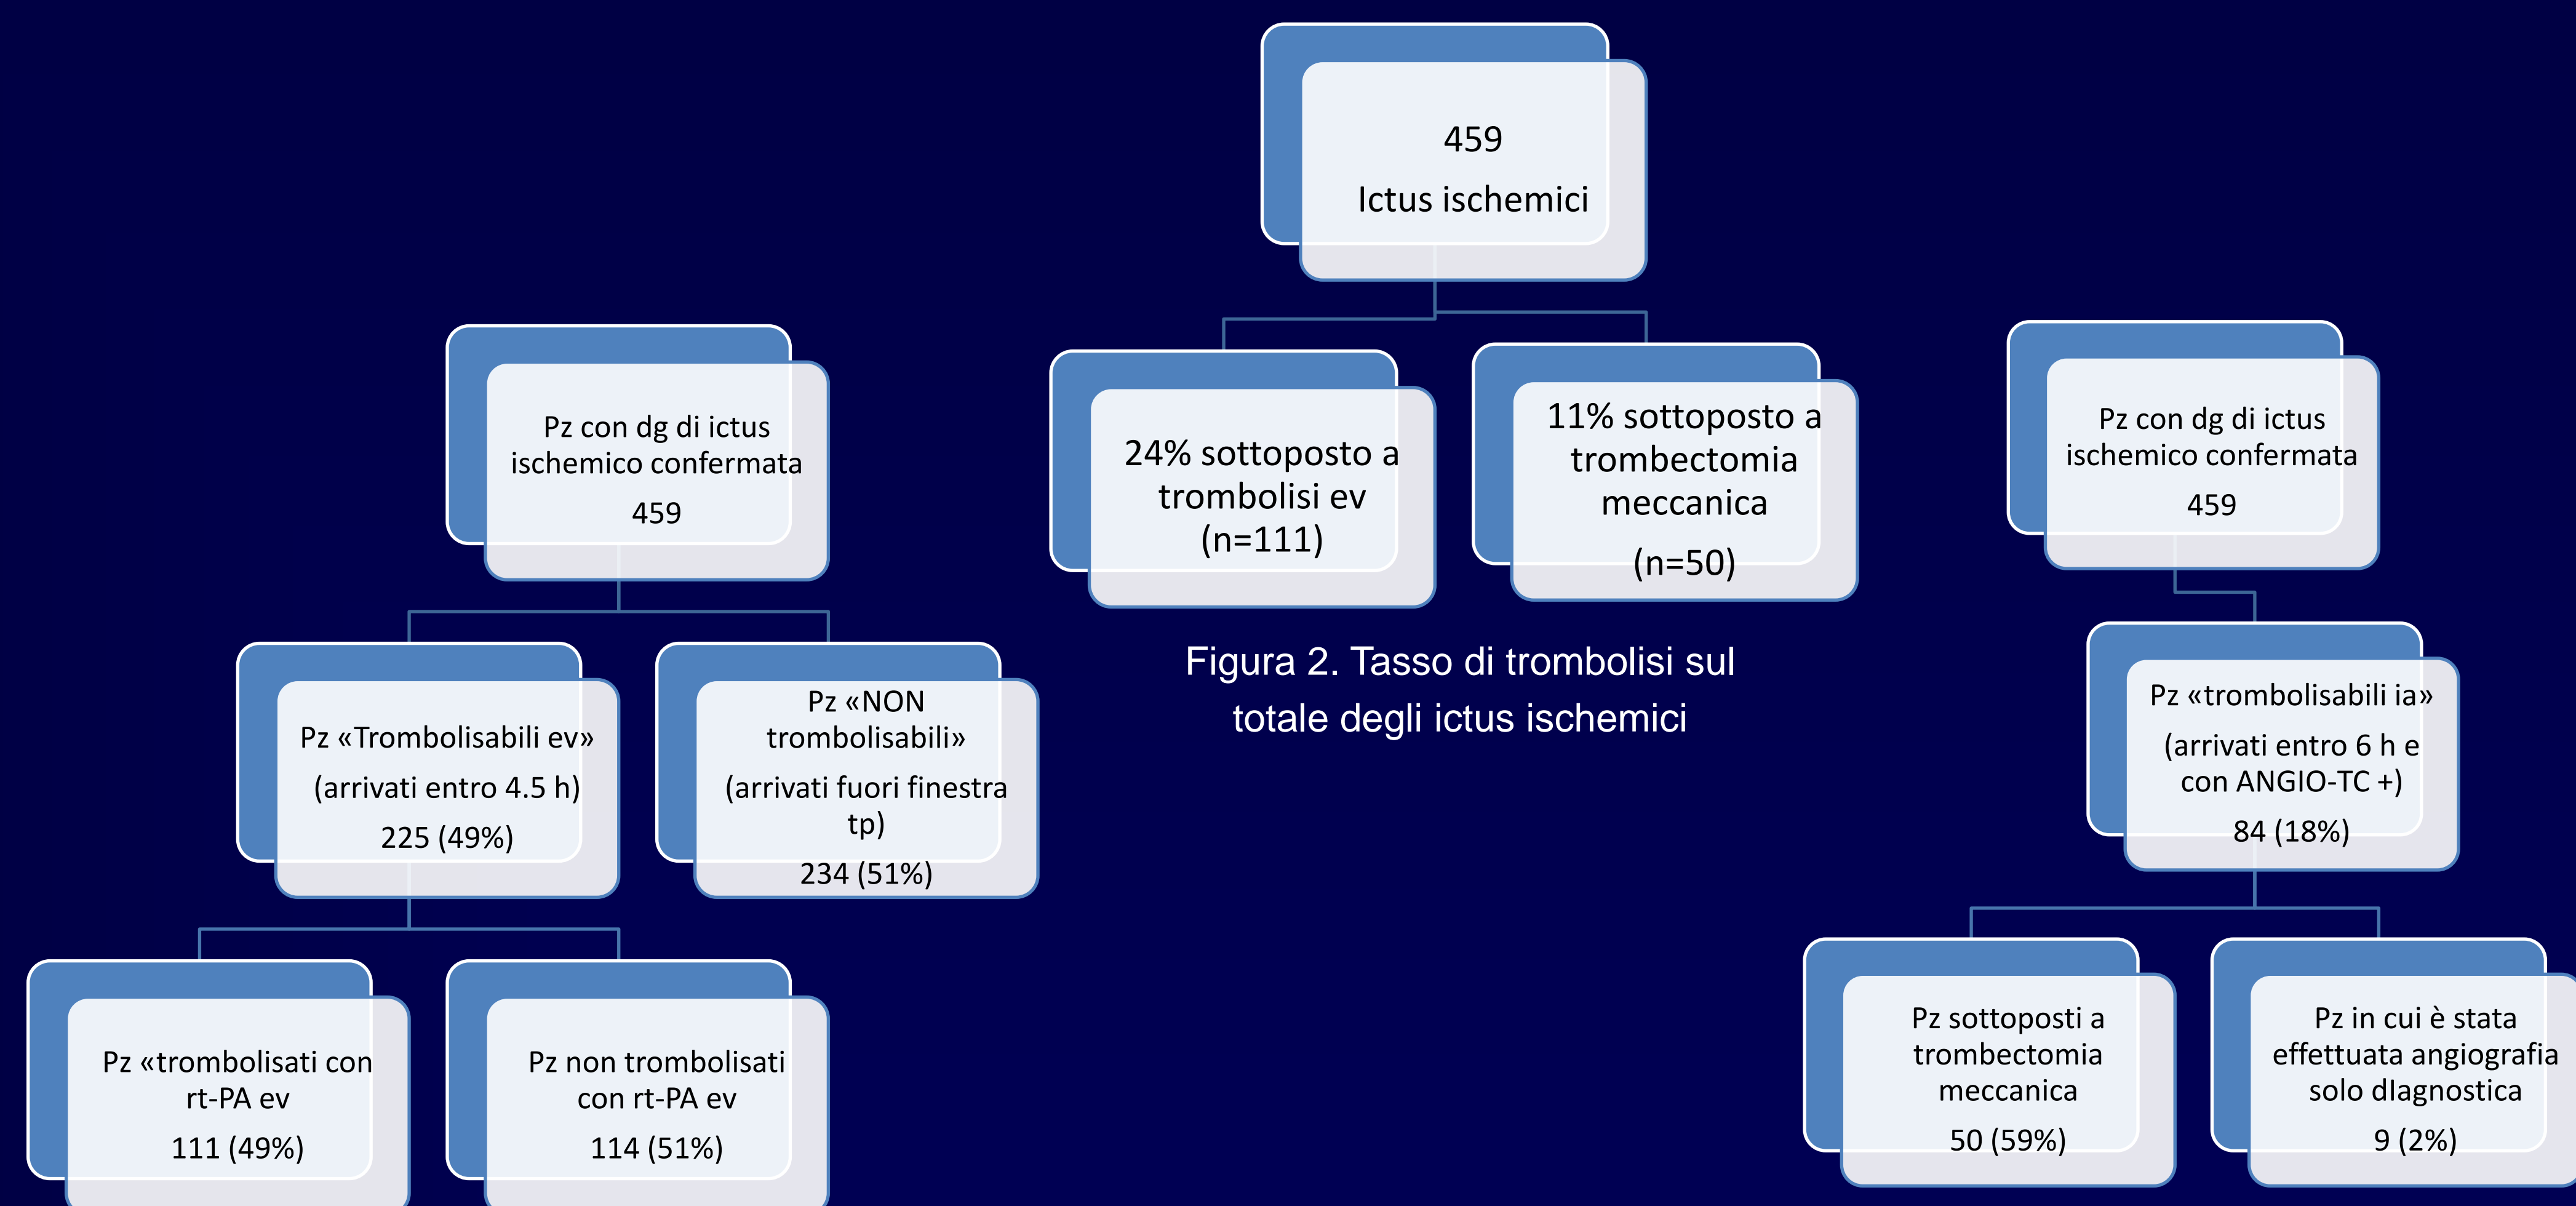 459
Ictus ischemici
24% sottoposto a
trombolisi ev
(n=111)
11% sottoposto a
trombectomia
meccanica
(n=50)
Figura 2. Tasso di trombolisi sul
totale degli ictus ischemici
Pz con dg di ictus
ischemico confermata
459
Pz «Trombolisabili ev»
(arrivati entro 4.5 h)
225 (49%)
Pz «NON
trombolisabili»
(arrivati fuori finestra
tp)
234 (51%)
Pz «trombolisati con
rt-PA ev
111 (49%)
Pz non trombolisati
con rt-PA ev
114 (51%)
Pz con dg di ictus
ischemico confermata
459
Pz «trombolisabili ia»
(arrivati entro 6 h e
con ANGIO-TC +)
84 (18%)
Pz sottoposti a
trombectomia
meccanica
50 (59%)
Pz in cui è stata
effettuata angiografia
solo dIagnostica
9 (2%)